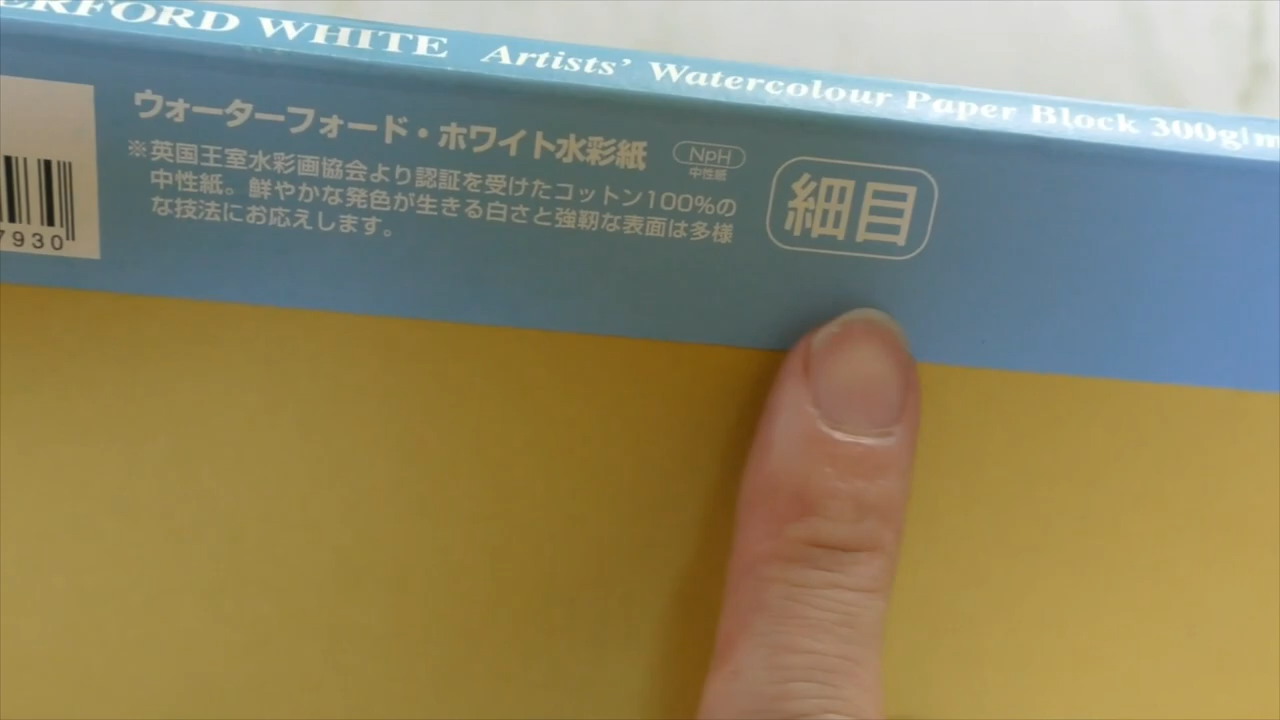 ERFORD WHITE Artists' Watercolour Paper Block 300g/m
ウォーターフォード・ホワイト水彩紙
NpH
中性紙
※英国王室水彩画協会より認証を受けたコットン100%の
中性紙。鮮やかな発色が生きる白さと強靭な表面は多様
な技法にお応えします。
細目
7930